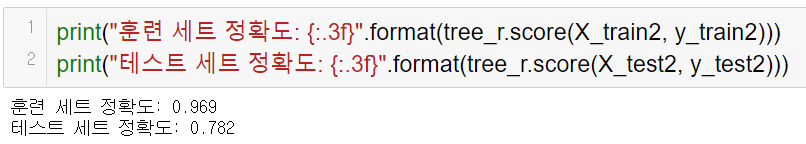 1 print("훈련 세트 정확도: {:.3f}".format(tree_r.score(X_train2, y_train2)))
2 print("테스트 세트 정확도: {:.3f}".format(tree_r.score(X_test2, y_test2)))
훈련 세트 정확도: 0.969
테스트 세트 정확도: 0.782